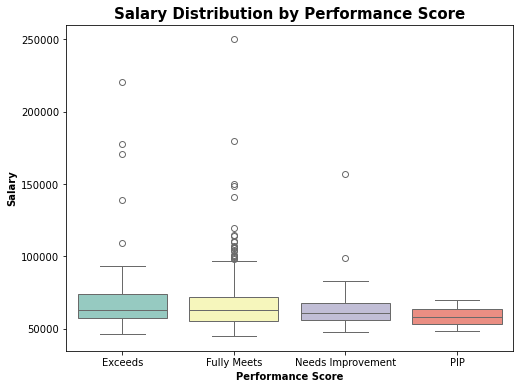 Salary Distribution by Performance Score
250000
200000
150000
100000
50000
Salary
Exceeds
Fully Meets
Needs Improvement
PIP
Performance Score